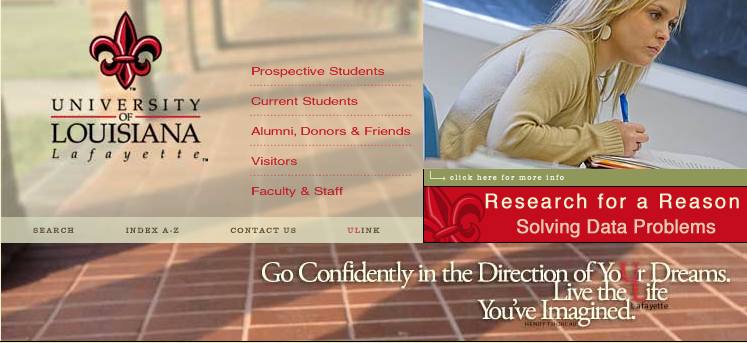 UNIVERSITY
OF
LOUISIANA
Lafayette™
Prospective Students
Current Students
Alumni, Donors & Friends
Visitors
Faculty & Staff
SEARCH INDEX A-Z CONTACT US ULINK
click here for more info
Research for a Reason
Solving Data Problems
Go Confidently in the Direction of YoUr Dreams.
Live the Life
Lafayette
You've Imagined.
HENRY THOREAU